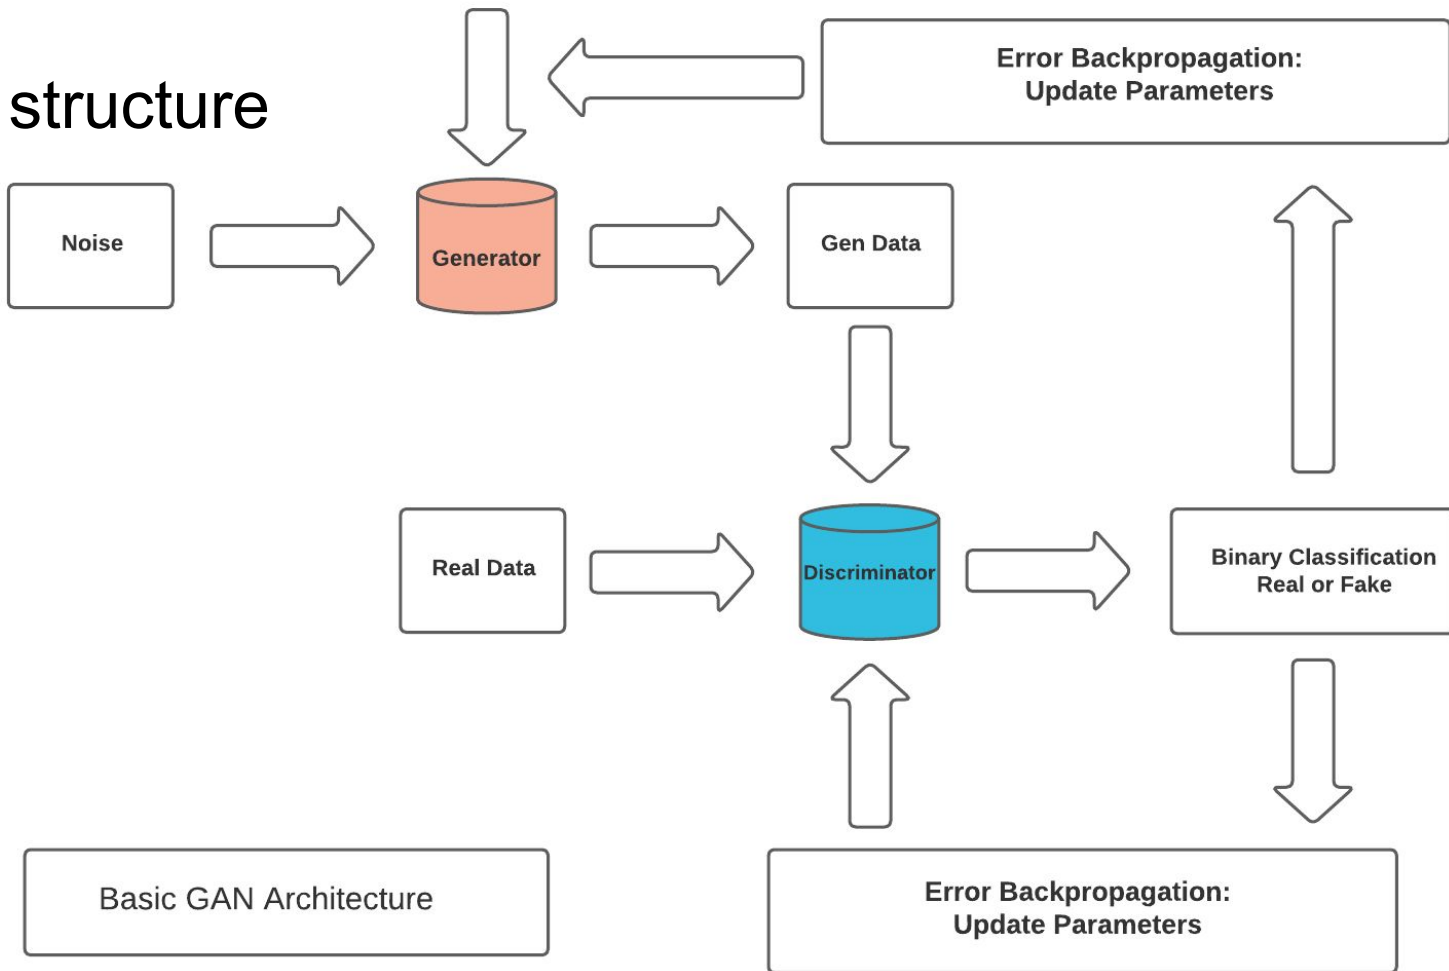 Error Backpropagation:
Update Parameters
structure
Noise
Generator
Gen Data
Real Data
Discriminator
Binary Classification
Real or Fake
Basic GAN Architecture
Error Backpropagation:
Update Parameters